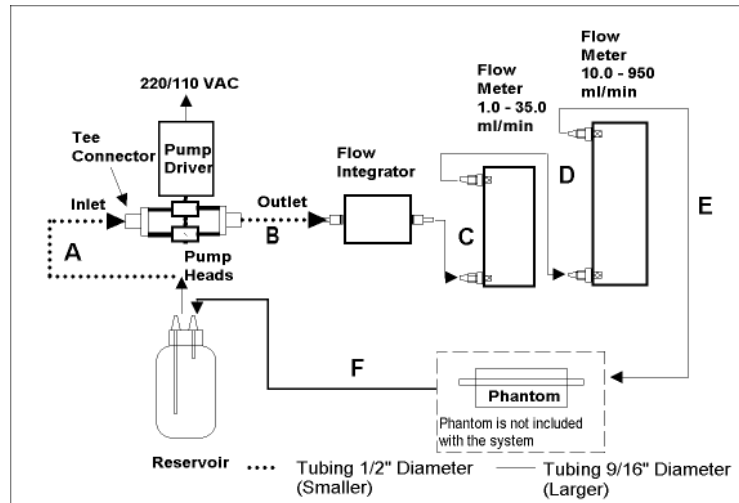 220/110 VAC
Tee
Connector
Pump
Driver
Inlet
Outlet
A
B
Pump
Heads
Flow
Integrator
Flow
Meter
1.0 - 35.0
ml/min
Flow
Meter
10.0 - 950
ml/min
C
D
E
F
Phantom
Phantom is not included
with the system
Reservoir
Tubing 1/2" Diameter
(Smaller)
Tubing 9/16" Diameter
(Larger)